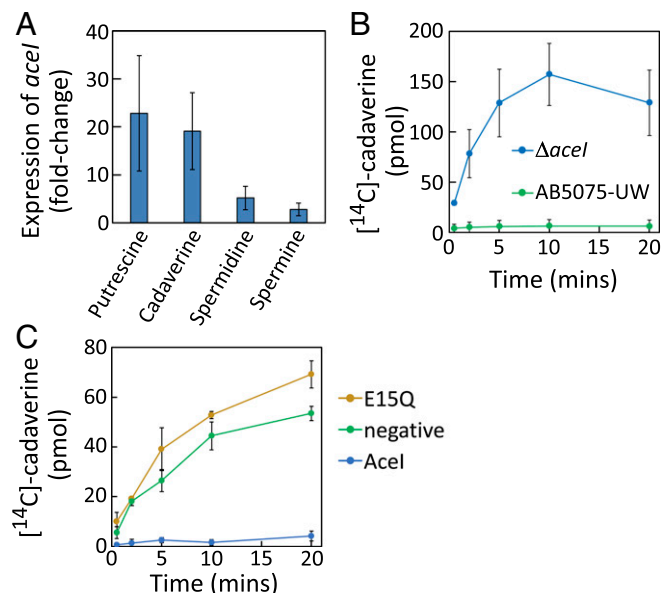 A
Expression of aceI
(fold-change)
40
30
20
10
0
Putrescine
Cadaverine
Spermidine
Spermine
B
[¹⁴C]-cadaverine
(pmol)
200
150
100
50
0
ΔaceI
AB5075-UW
0 5 10 15 20
Time (mins)
C
[¹⁴C]-cadaverine
(pmol)
80
60
40
20
0
E15Q
negative
AceI
0 5 10 15 20
Time (mins)